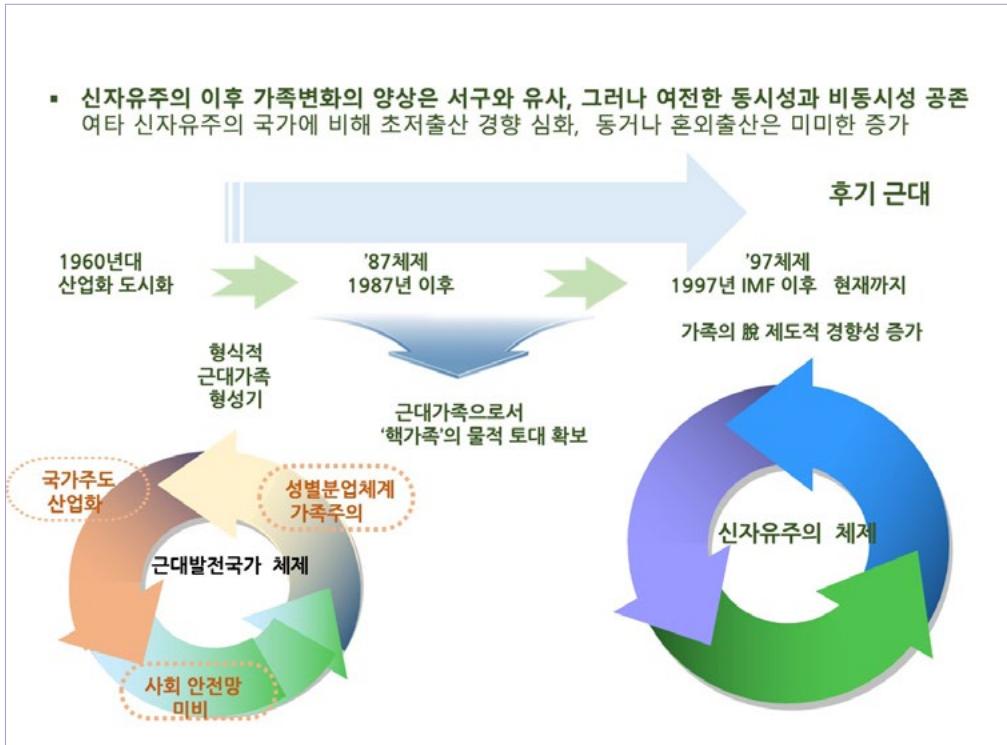 ▪ 신자유주의 이후 가족변화의 양상은 서구와 유사, 그러나 여전한 동시성과 비동시성 공존
여타 신자유주의 국가에 비해 초저출산 경향 심화, 동거나 혼외출산은 미미한 증가
후기 근대
1960년대
산업화 도시화
'87체제
1987년 이후
'97체제
1997년 IMF 이후 현재까지
가족의 脫 제도적 경향성 증가
형식적
근대가족
형성기
근대가족으로서
'핵가족'의 물적 토대 확보
국가주도
산업화
성별분업체계
가족주의
근대발전국가 체제
사회 안전망
미비
신자유주의 체제